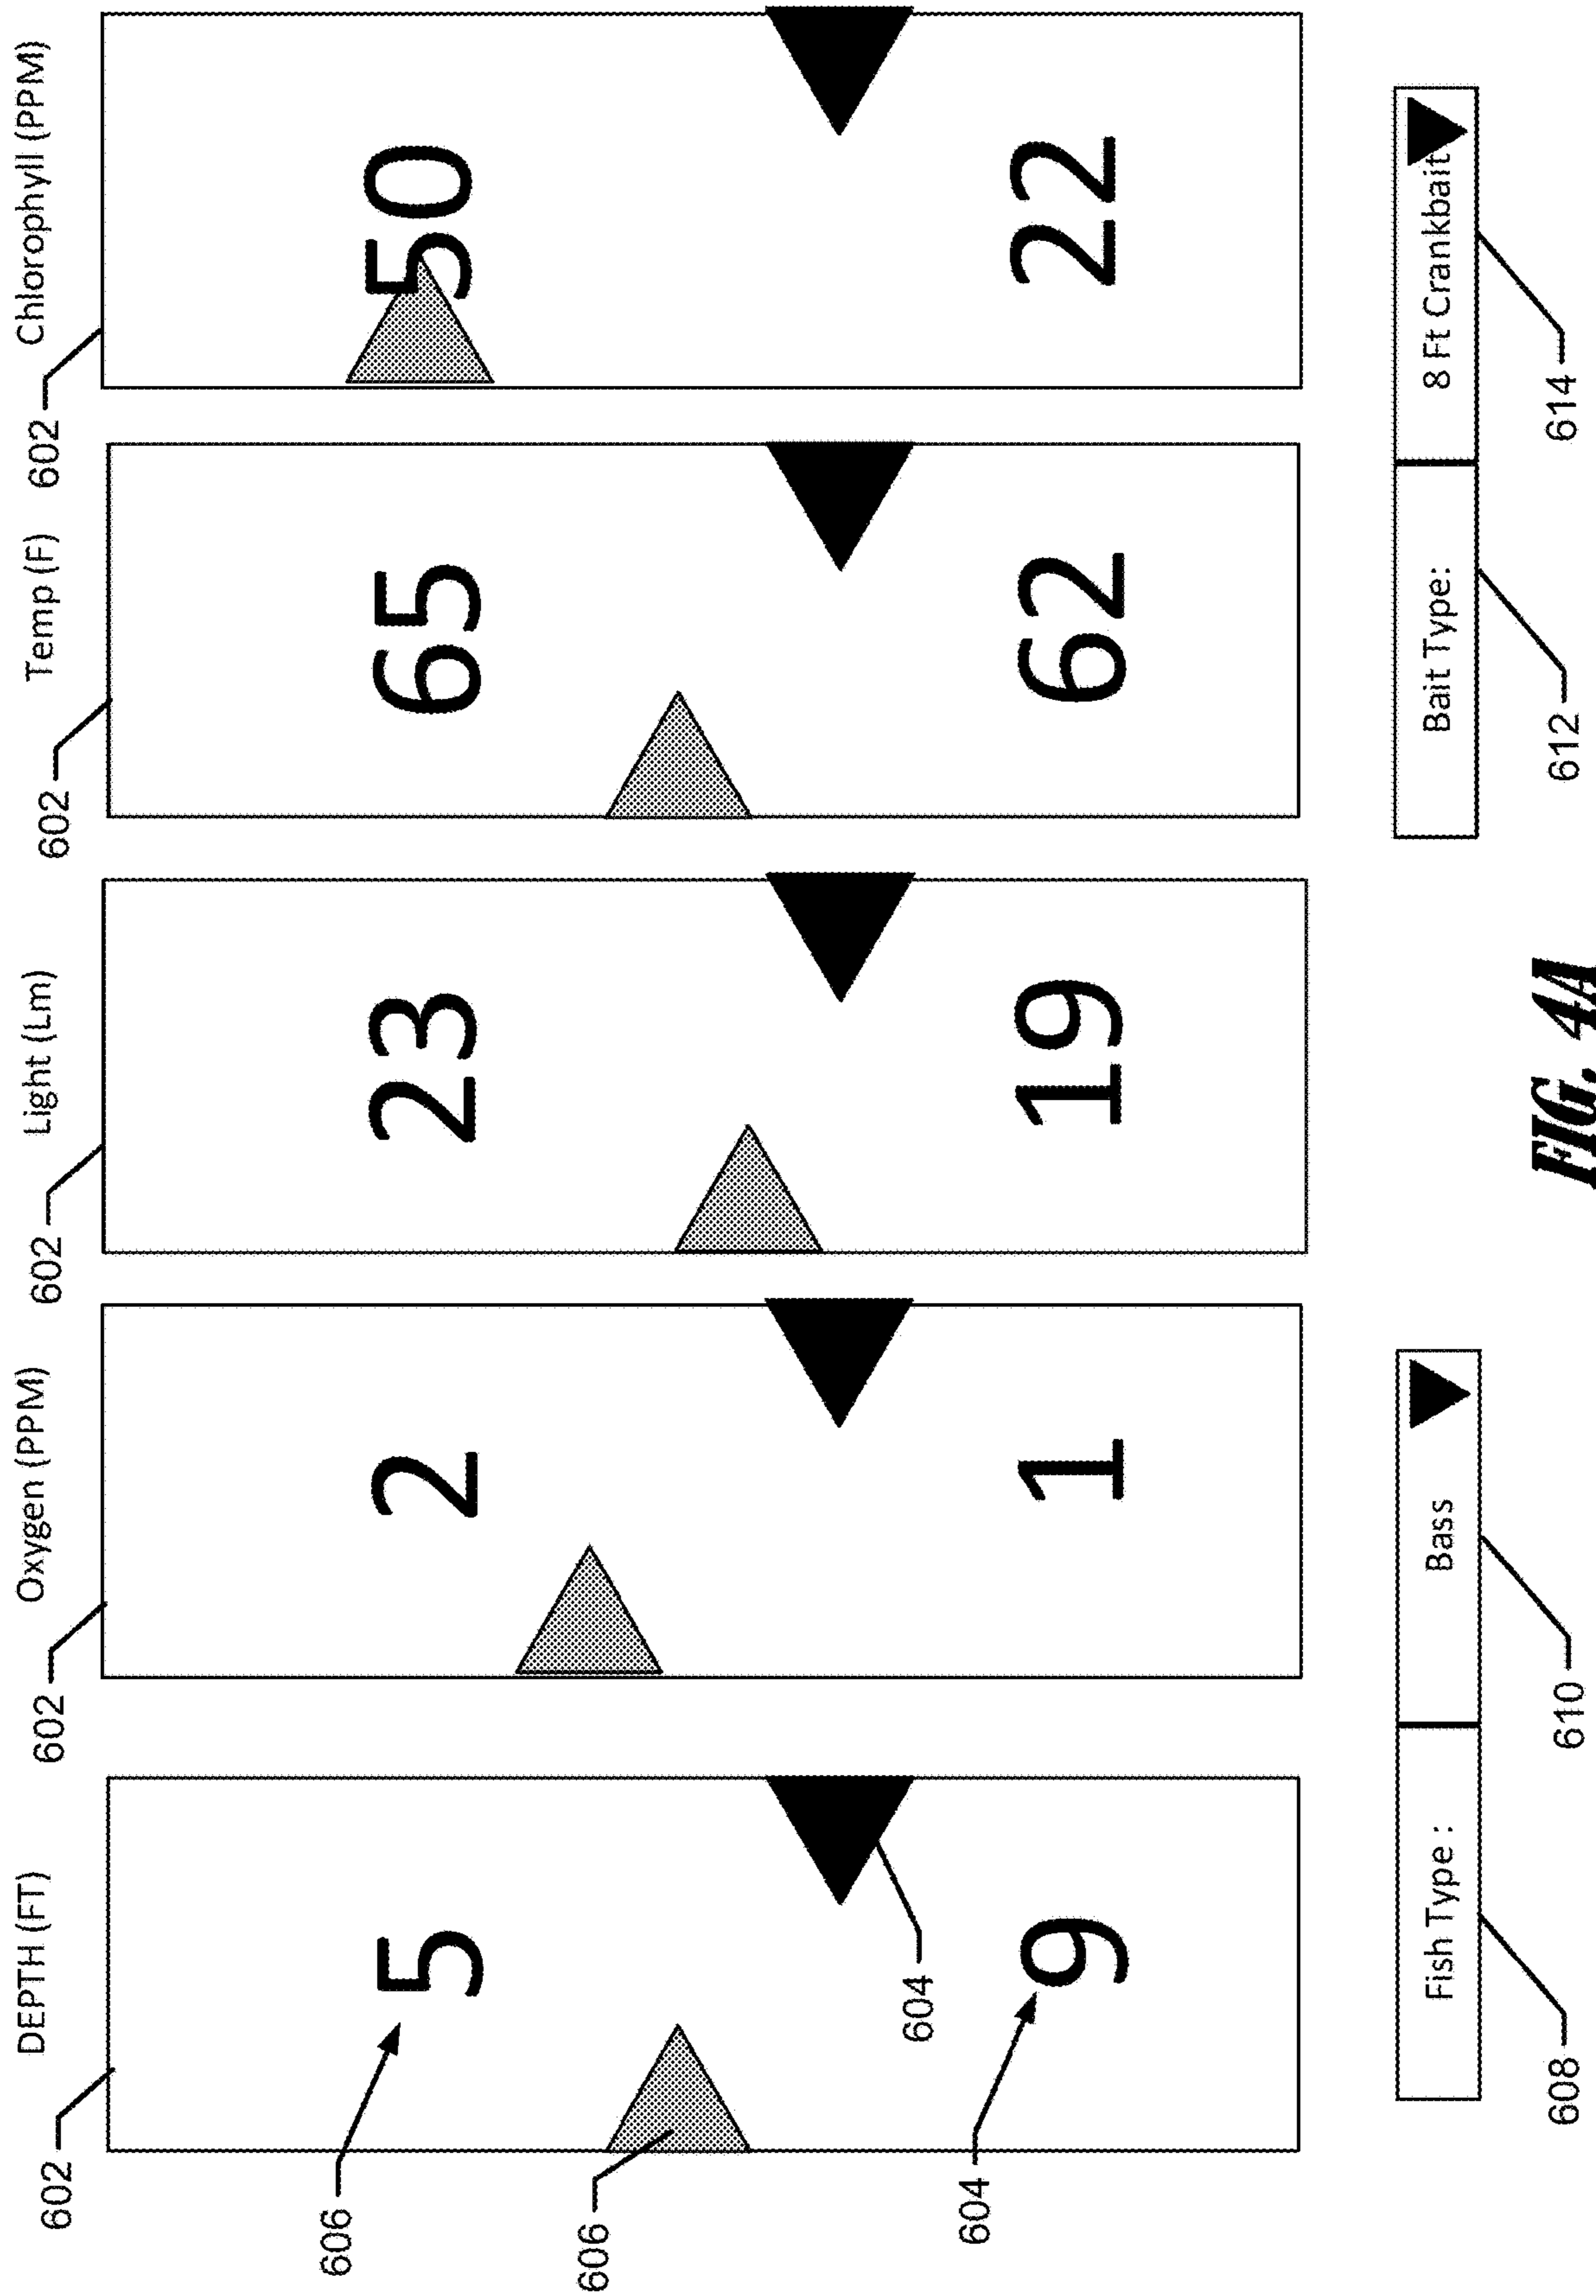 DEPTH (FT)
Oxygen (PPM)
Light (Lm)
Temp (F)
Chlorophyll (PPM)
602
602
602
602
602
606
5
2
23
65
50
606
604
604
9
1
19
62
22
Fish Type :
Bass
Bait Type:
8 Ft Crankbait
608
610
612
614
FIG. 4A